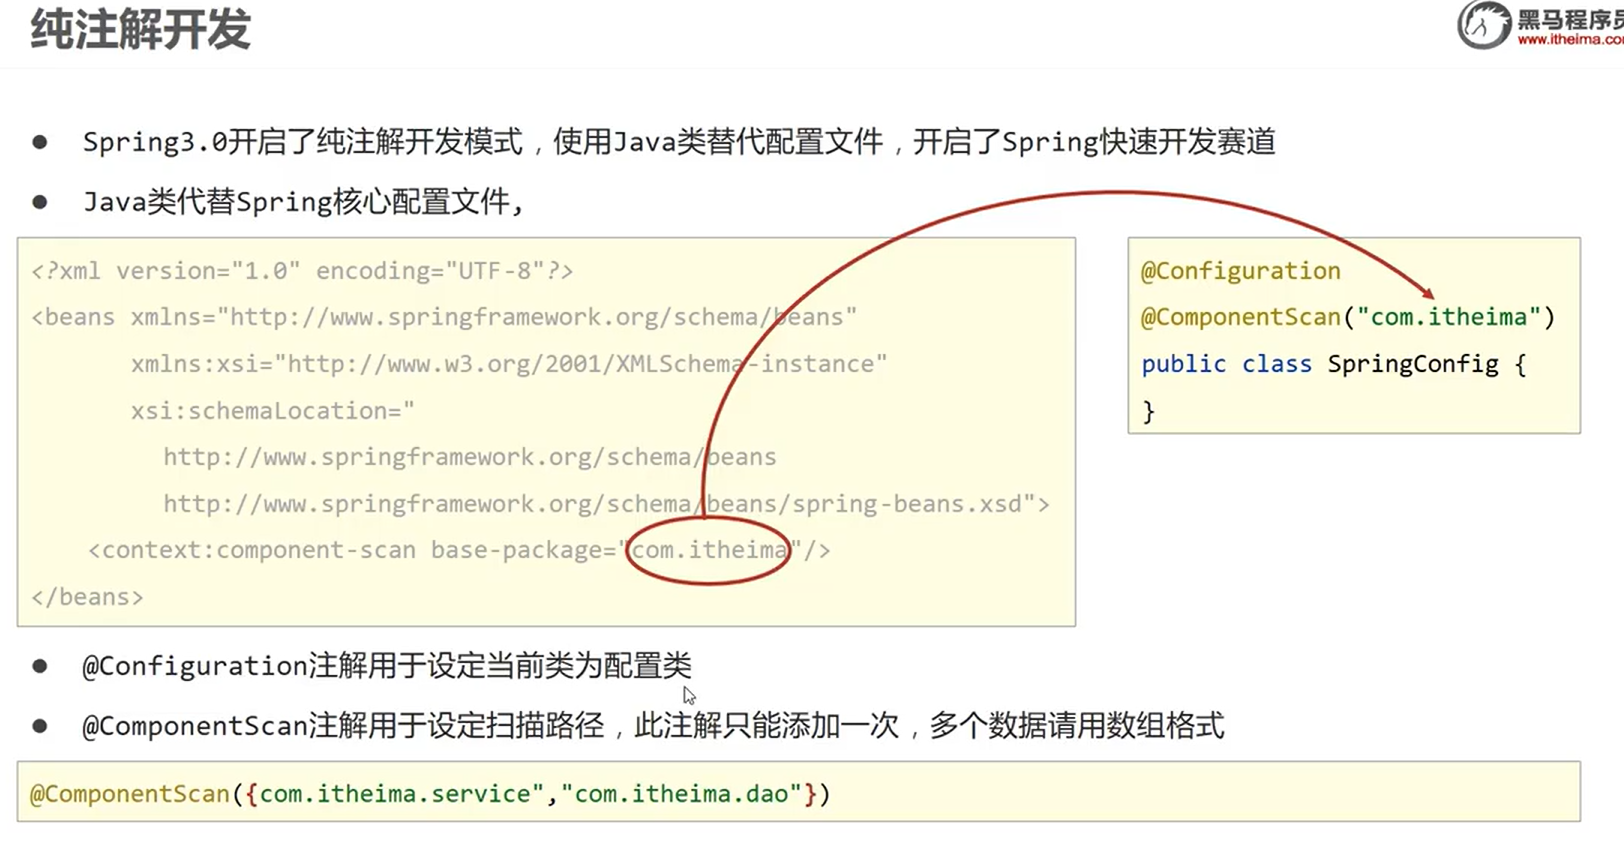 纯注解开发
黑马程序员
www.itheima.com
Spring3.0开启了纯注解开发模式，使用Java类替代配置文件，开启了Spring快速开发赛道
Java类代替Spring核心配置文件,
<?xml version="1.0" encoding="UTF-8"?>
<beans xmlns="http://www.springframework.org/schema/beans"
xmlns:xsi="http://www.w3.org/2001/XMLSchema-instance"
xsi:schemaLocation="
http://www.springframework.org/schema/beans
http://www.springframework.org/schema/beans/spring-beans.xsd">
<context:component-scan base-package="com.itheima"/>
</beans>
@Configuration
@ComponentScan("com.itheima")
public class SpringConfig {
}
@Configuration注解用于设定当前类为配置类
@ComponentScan注解用于设定扫描路径，此注解只能添加一次，多个数据请用数组格式
@ComponentScan({com.itheima.service","com.itheima.dao"})